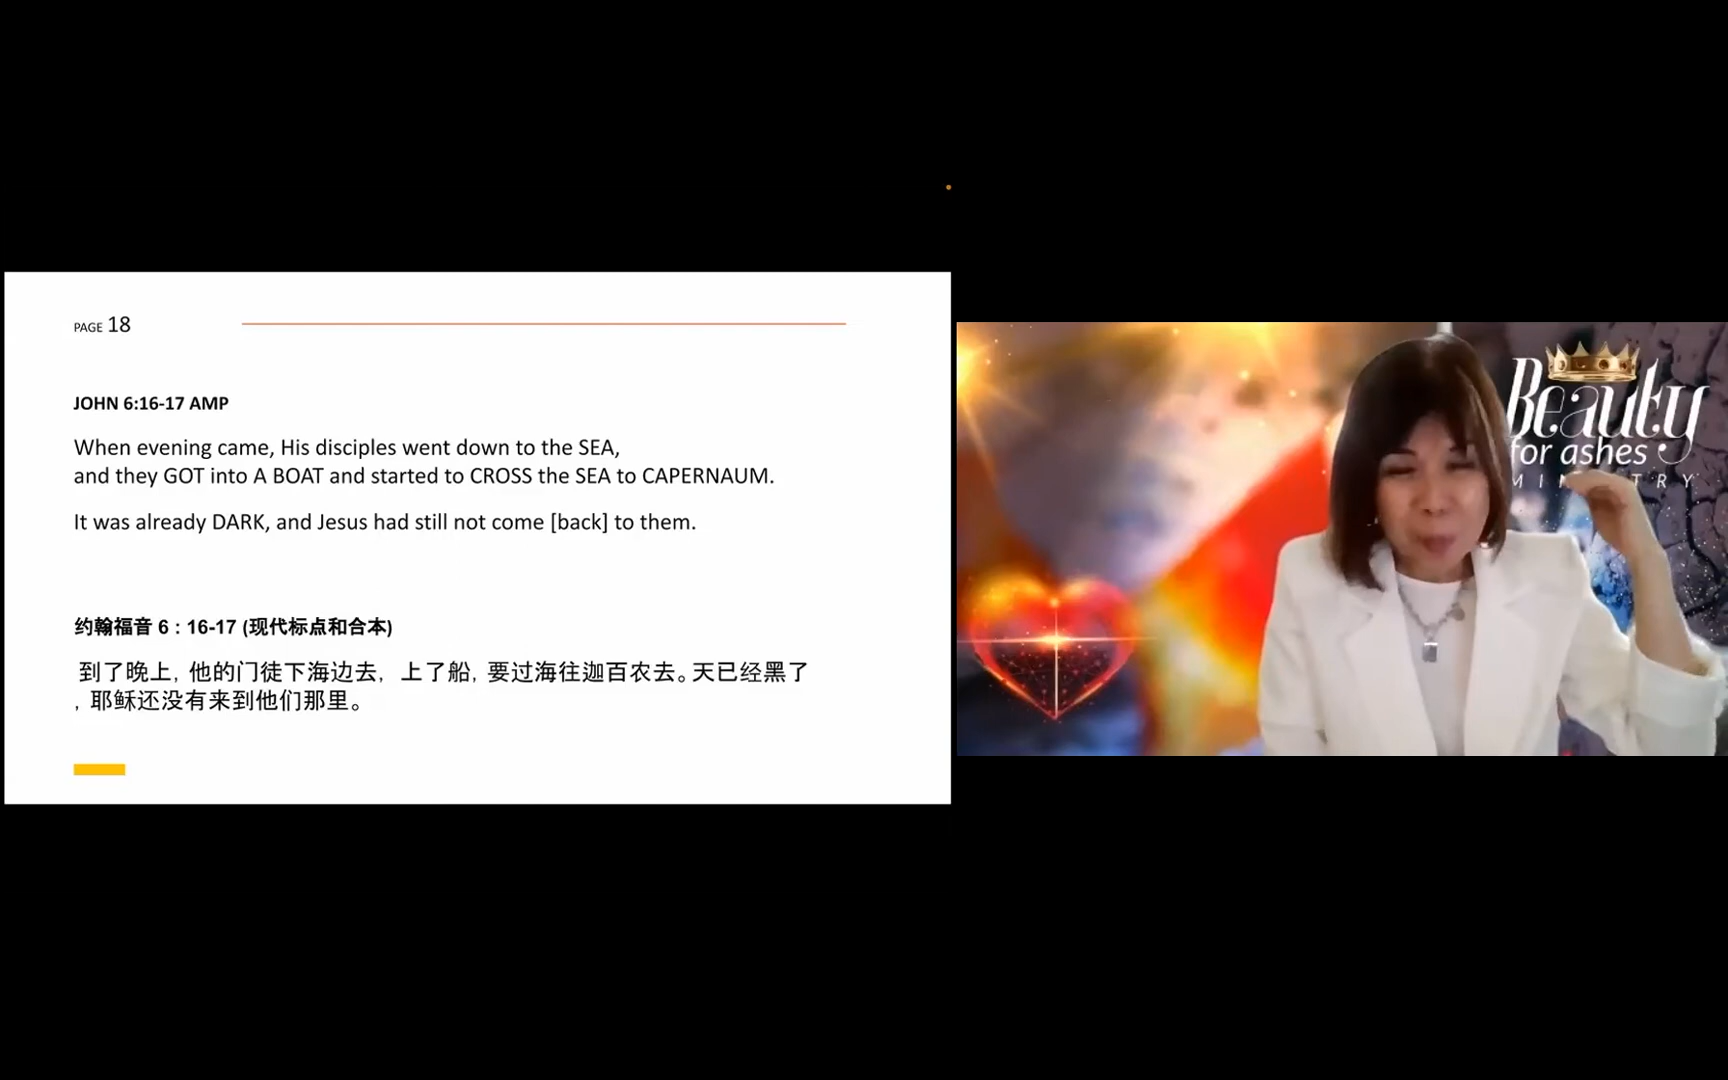 PAGE 18
JOHN 6:16-17 AMP
When evening came, His disciples went down to the SEA,
and they GOT into A BOAT and started to CROSS the SEA to CAPERNAUM.
It was already DARK, and Jesus had still not come [back] to them.
约翰福音 6 : 16-17 (现代标点和合本)
到了晚上, 他的门徒下海边去, 上了船, 要过海往迦百农去。天已经黑了
, 耶稣还没有来到他们那里。
Beauty
for ashes